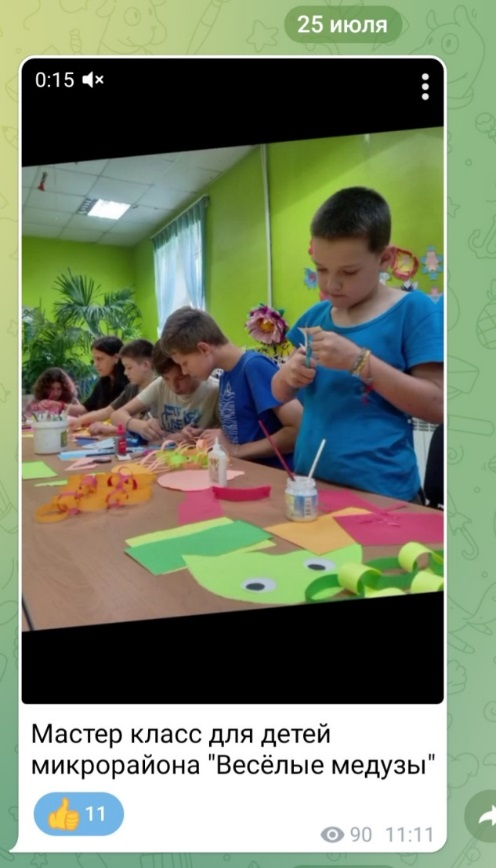 25 июля
0:15
Мастер класс для детей
микрорайона "Весёлые медузы"
👍 11
90 11:11